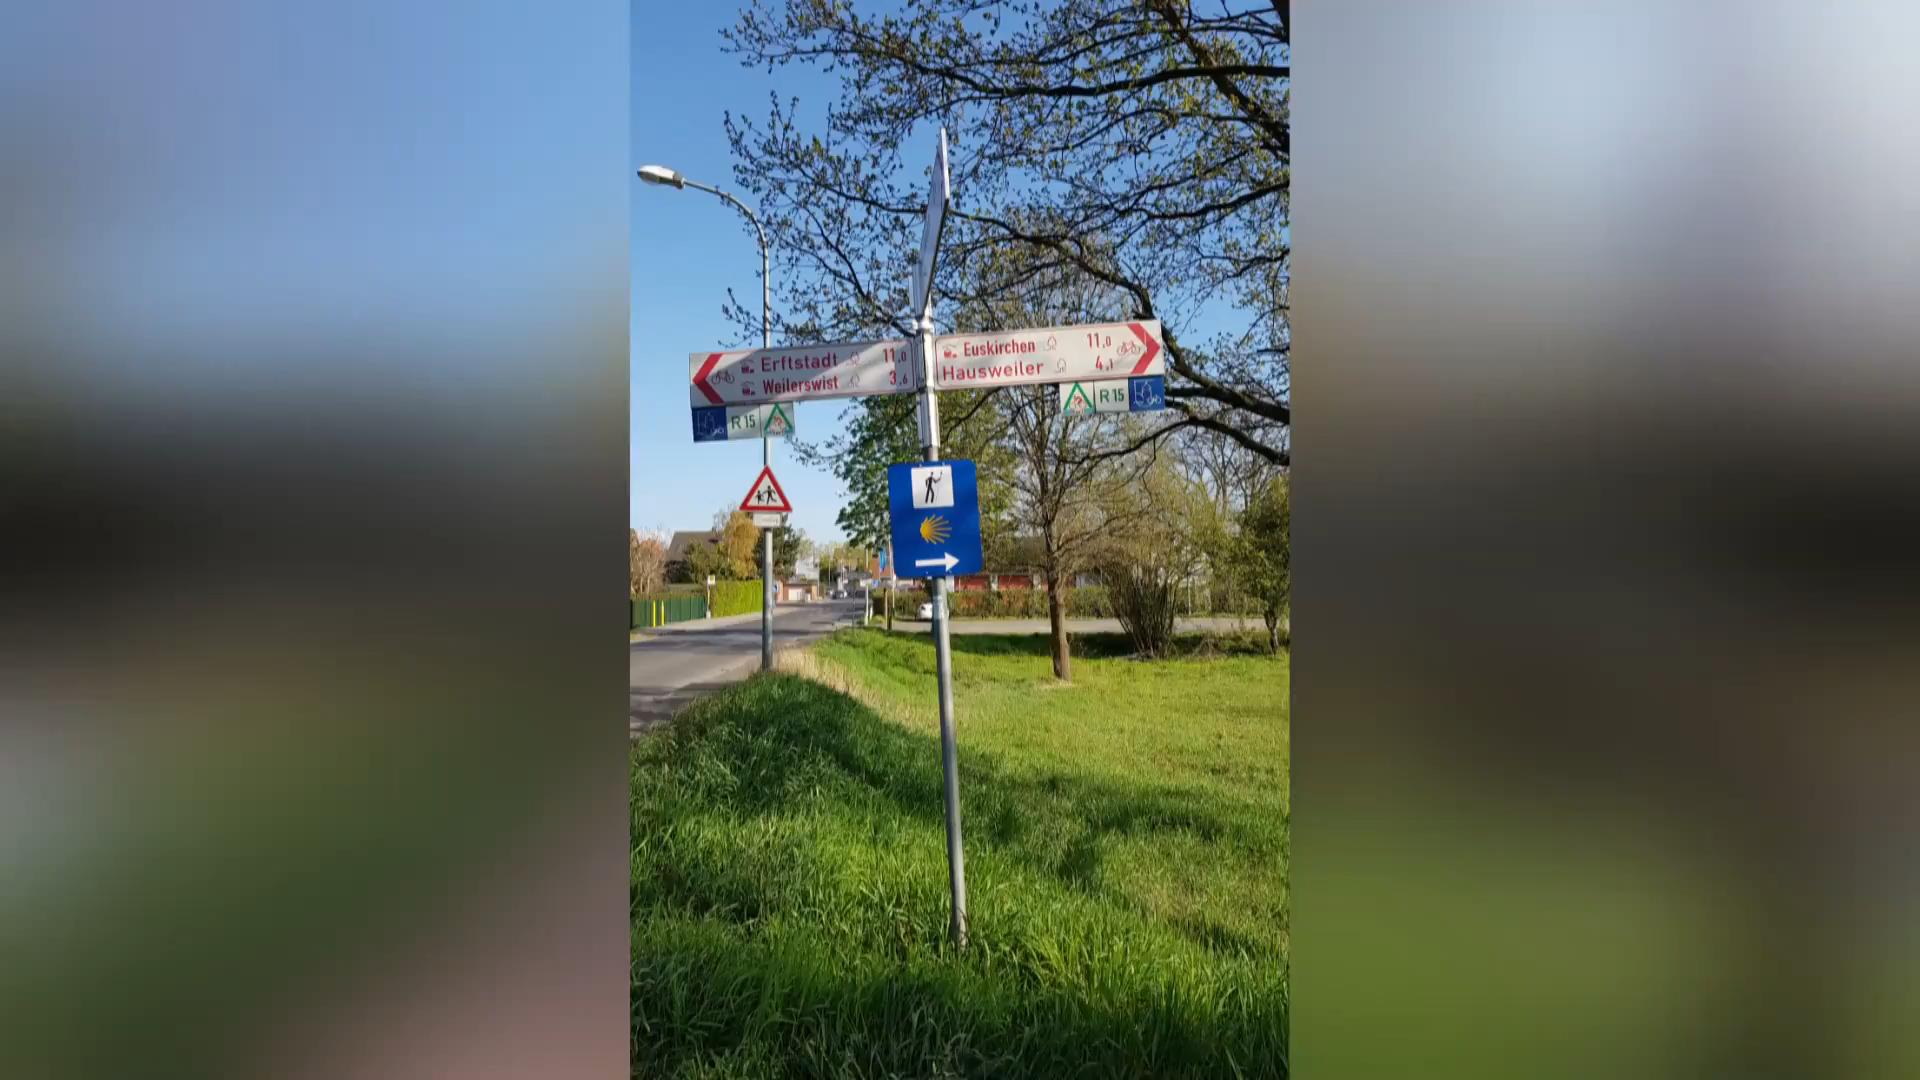 Erftstadt 11,0
Weilerswist 3,6
R 15
Euskirchen 11,0
Hausweiler 4,1
R 15